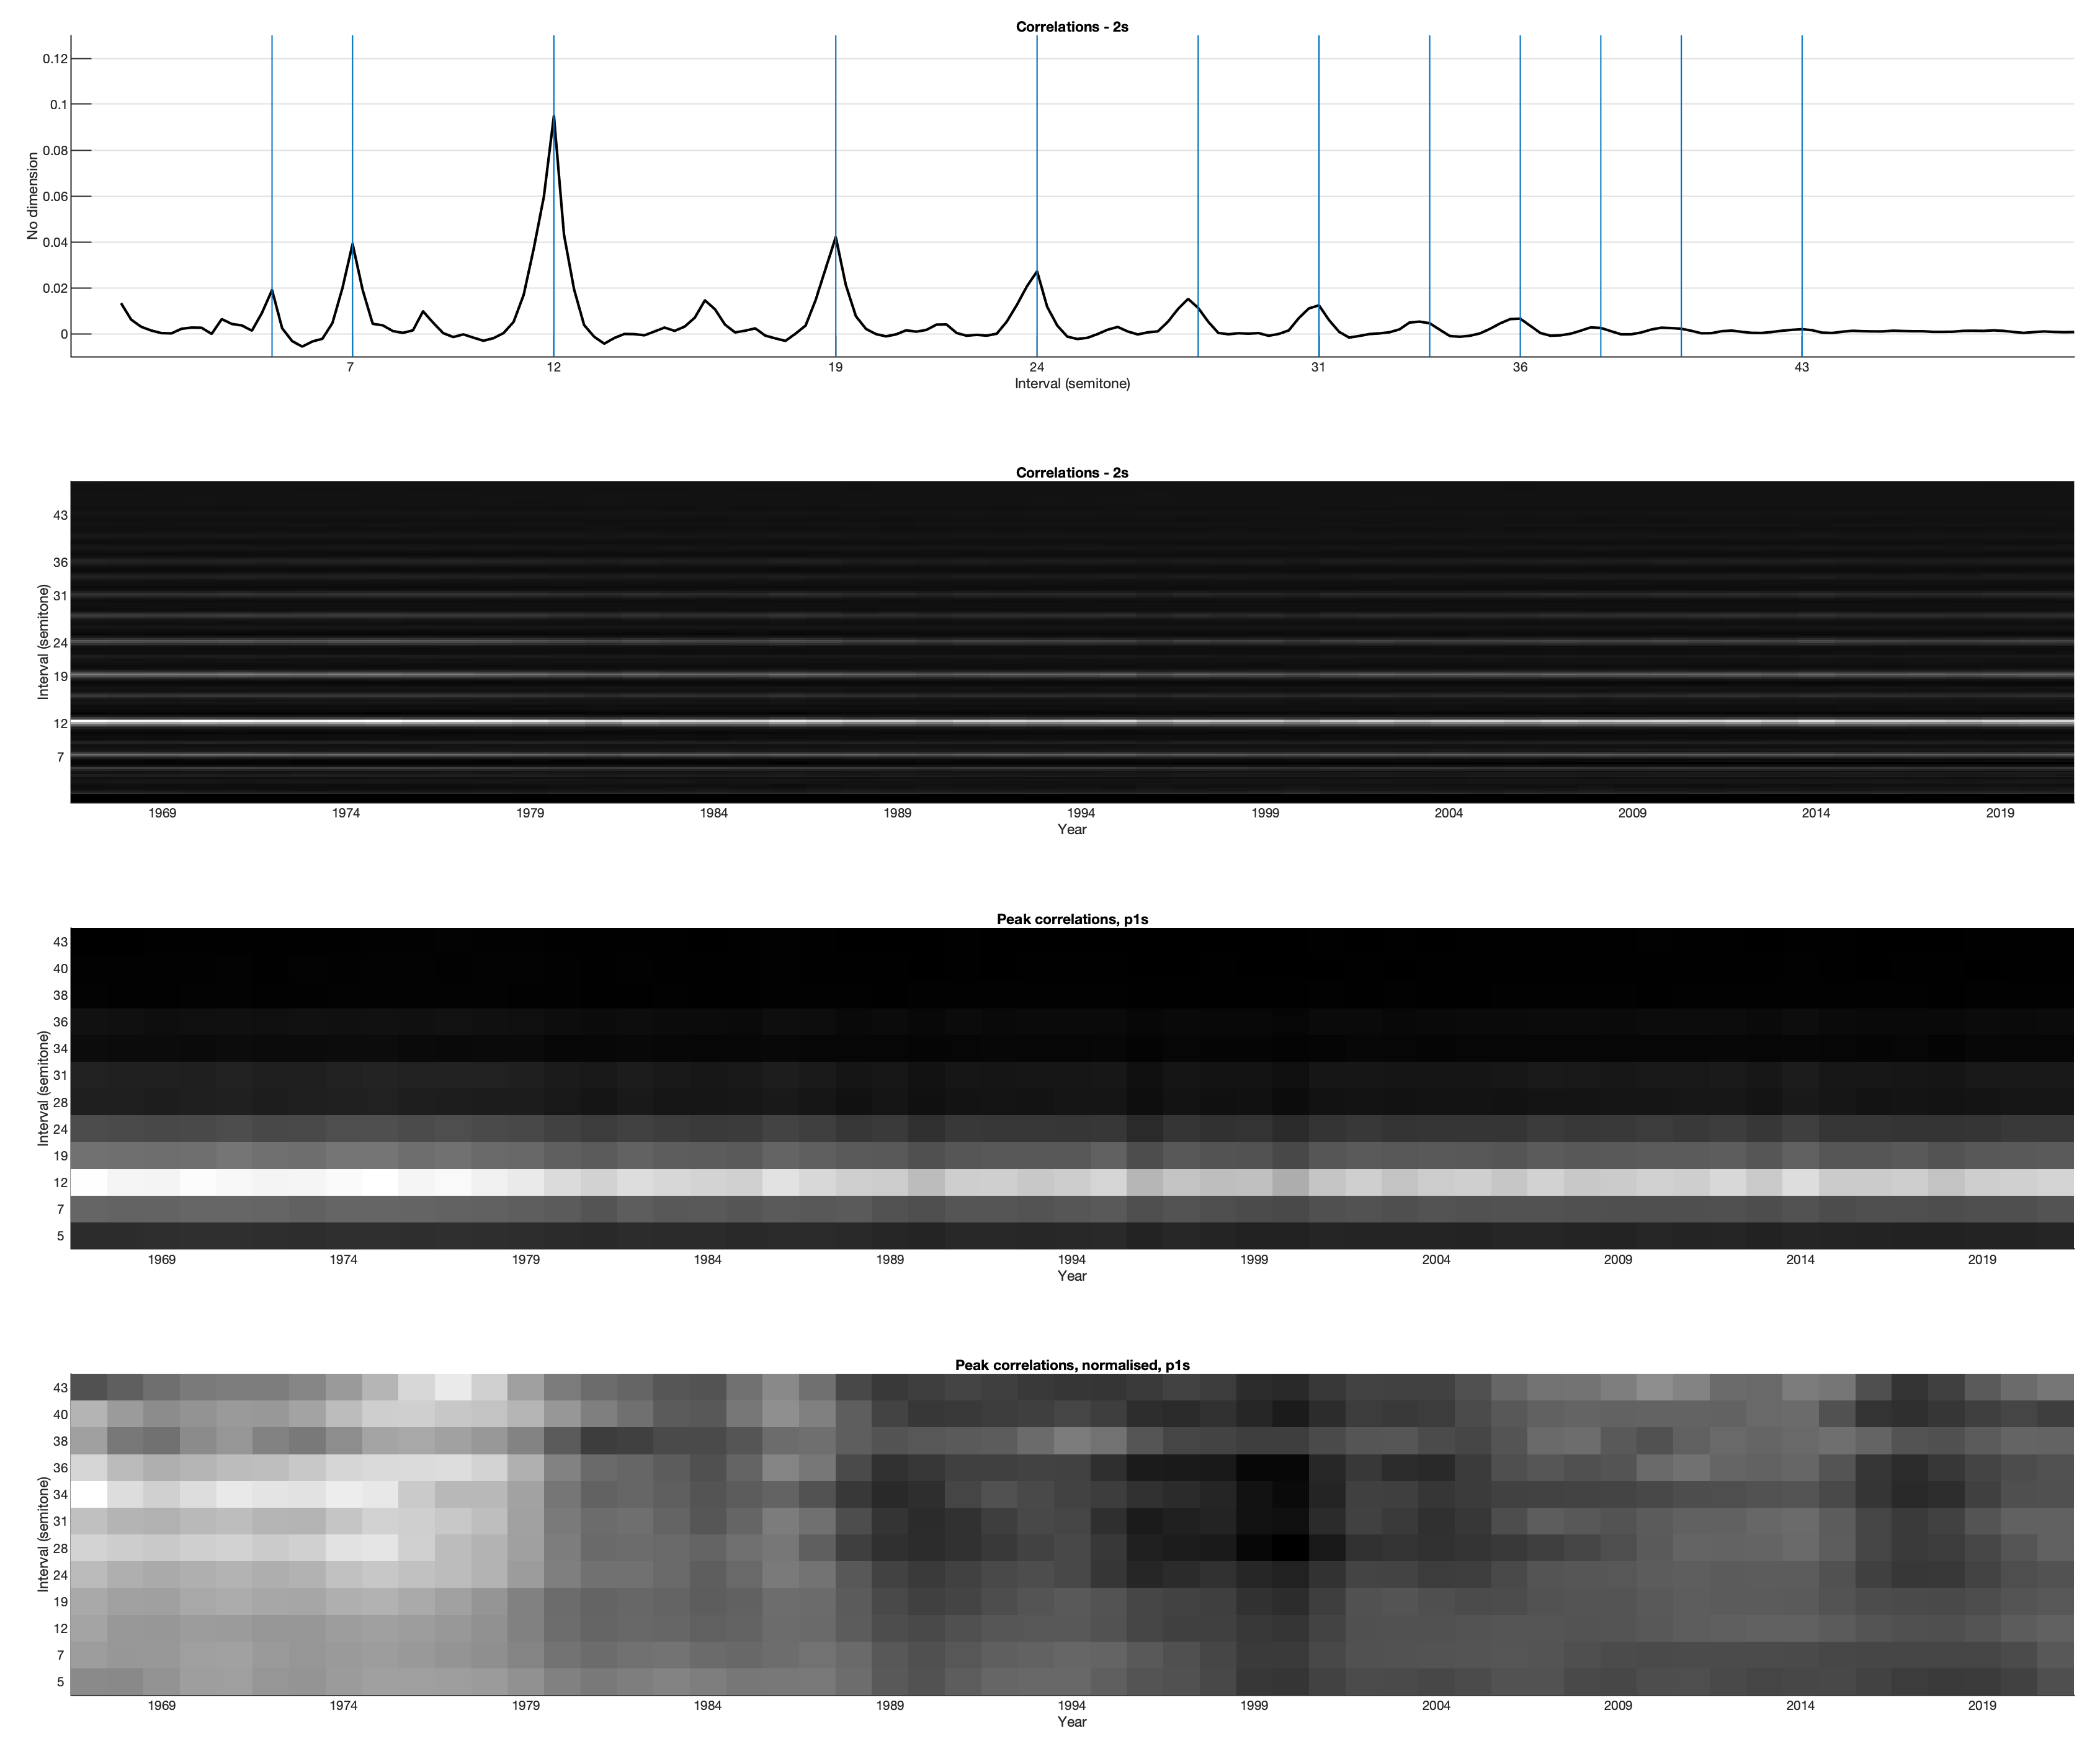 Correlations - 2s
0.12
0.1
0.08
0.06
0.04
0.02
0
No dimension
7 12 19 24 31 36 43
Interval (semitone)
Correlations - 2s
43
36
31
24
19
12
7
Interval (semitone)
1969 1974 1979 1984 1989 1994 1999 2004 2009 2014 2019
Year
Peak correlations, p1s
43
40
38
36
34
31
28
24
19
12
7
5
Interval (semitone)
1969 1974 1979 1984 1989 1994 1999 2004 2009 2014 2019
Year
Peak correlations, normalised, p1s
43
40
38
36
34
31
28
24
19
12
7
5
Interval (semitone)
1969 1974 1979 1984 1989 1994 1999 2004 2009 2014 2019
Year